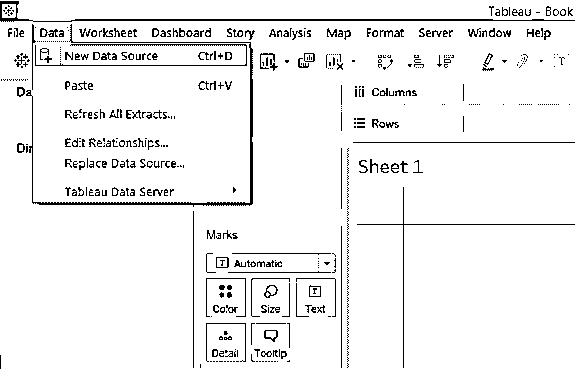 Tableau - Book
File Data Worksheet Dashboard Story Analysis Map Format Server Window Help
New Data Source Ctrl+D
Paste Ctrl+V
Refresh All Extracts...
Edit Relationships...
Replace Data Source...
Tableau Data Server
Da
Dir
Columns
Rows
Sheet 1
Marks
Automatic
Color Size Text
Detail Tooltip